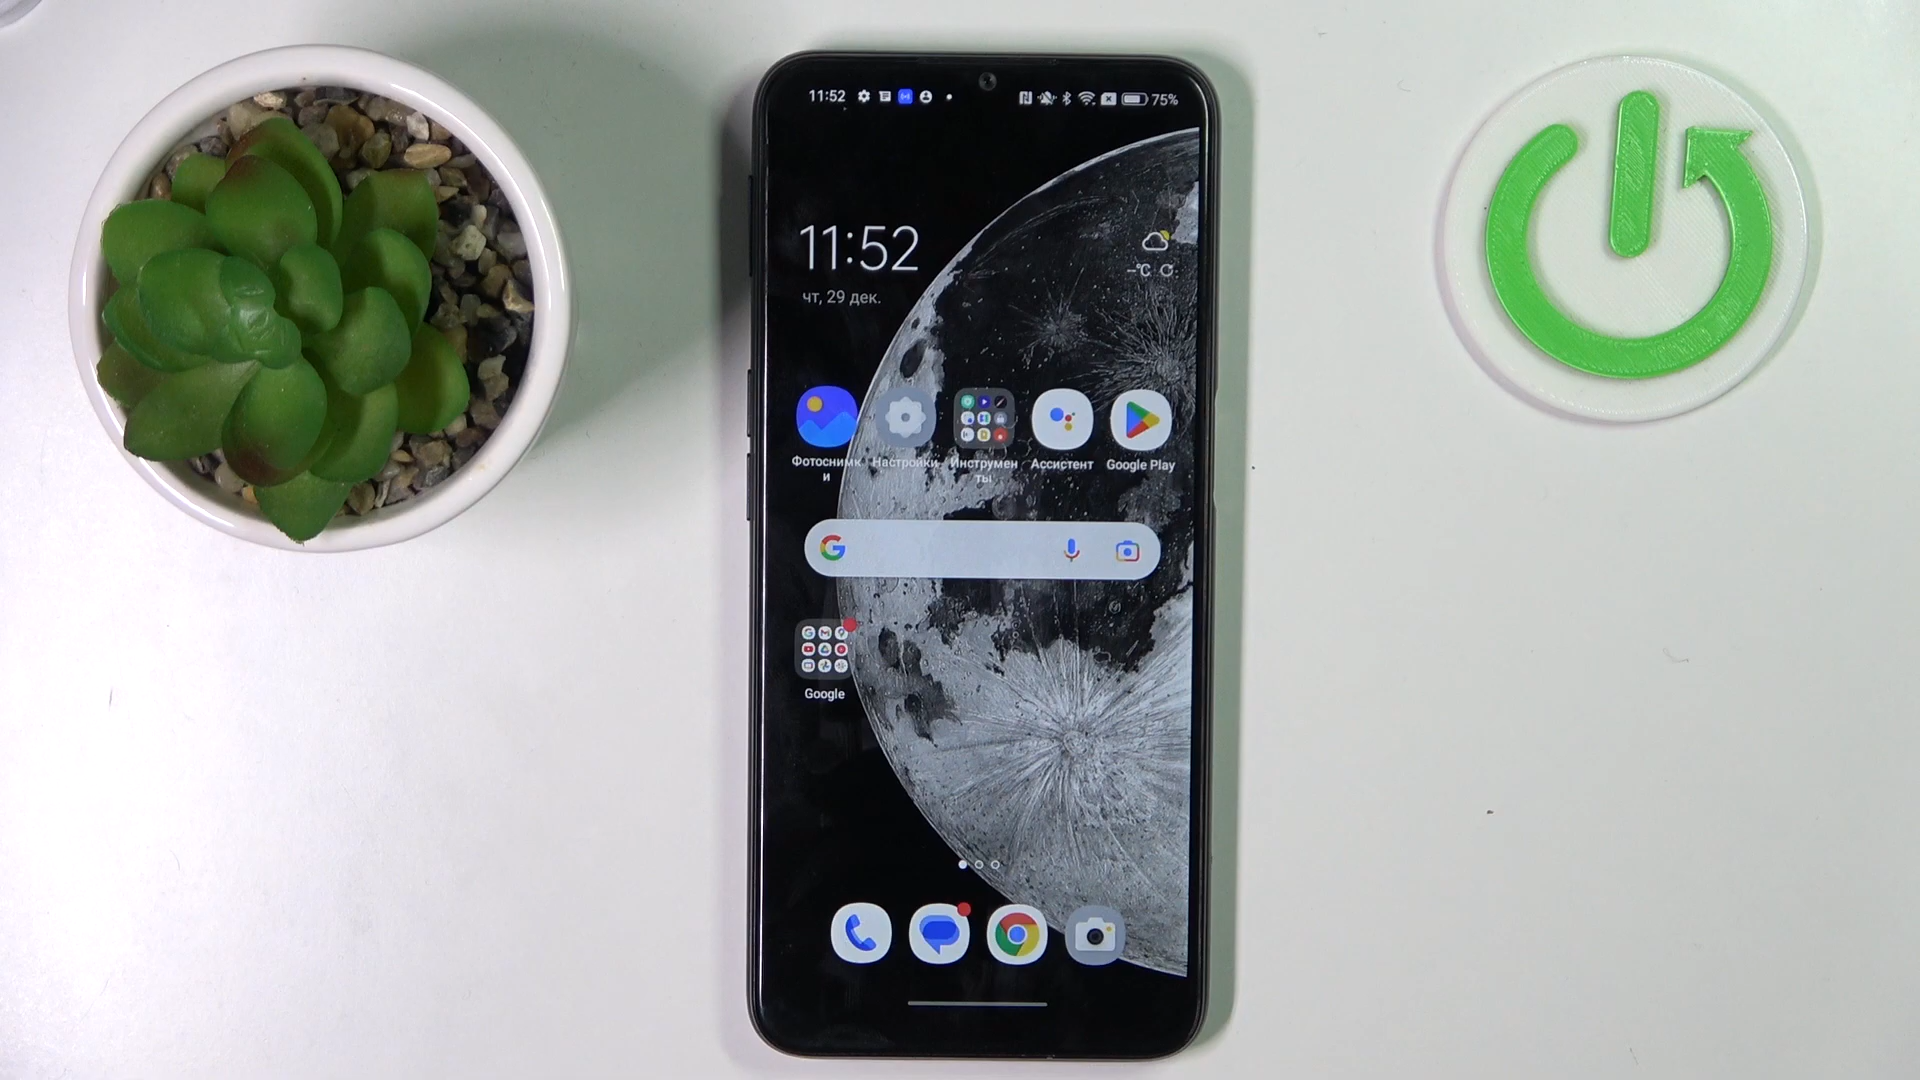 11:52
75%
11:52
чт, 29 дек.
-°C
Фотоснимк
и
Настройки
Инструмен
ты
Ассистент
Google Play
Google